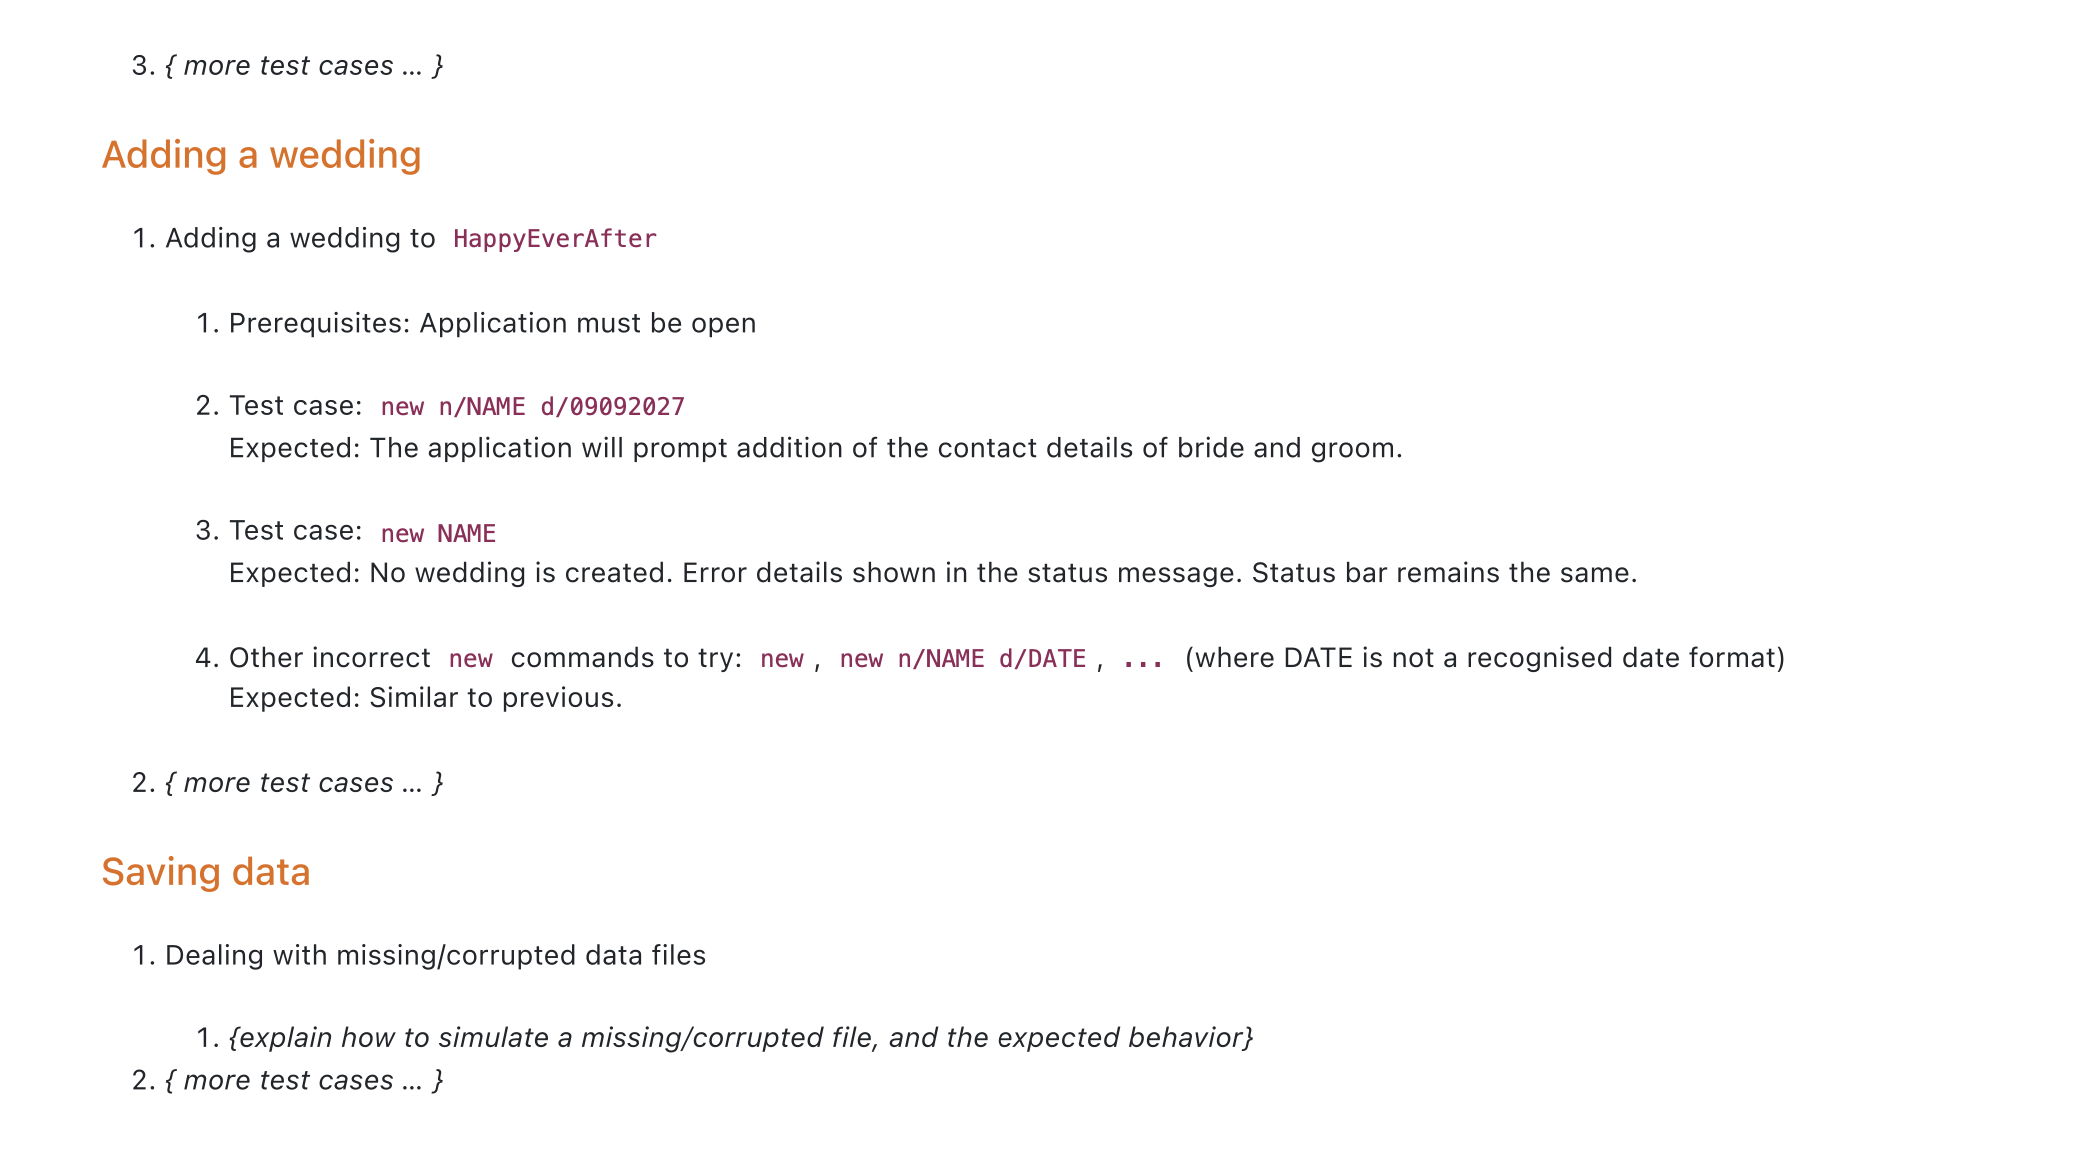 3. { more test cases … }
Adding a wedding
1. Adding a wedding to HappyEverAfter
1. Prerequisites: Application must be open
2. Test case: new n/NAME d/09092027
Expected: The application will prompt addition of the contact details of bride and groom.
3. Test case: new NAME
Expected: No wedding is created. Error details shown in the status message. Status bar remains the same.
4. Other incorrect new commands to try: new , new n/NAME d/DATE , ... (where DATE is not a recognised date format)
Expected: Similar to previous.
2. { more test cases … }
Saving data
1. Dealing with missing/corrupted data files
1. {explain how to simulate a missing/corrupted file, and the expected behavior}
2. { more test cases … }